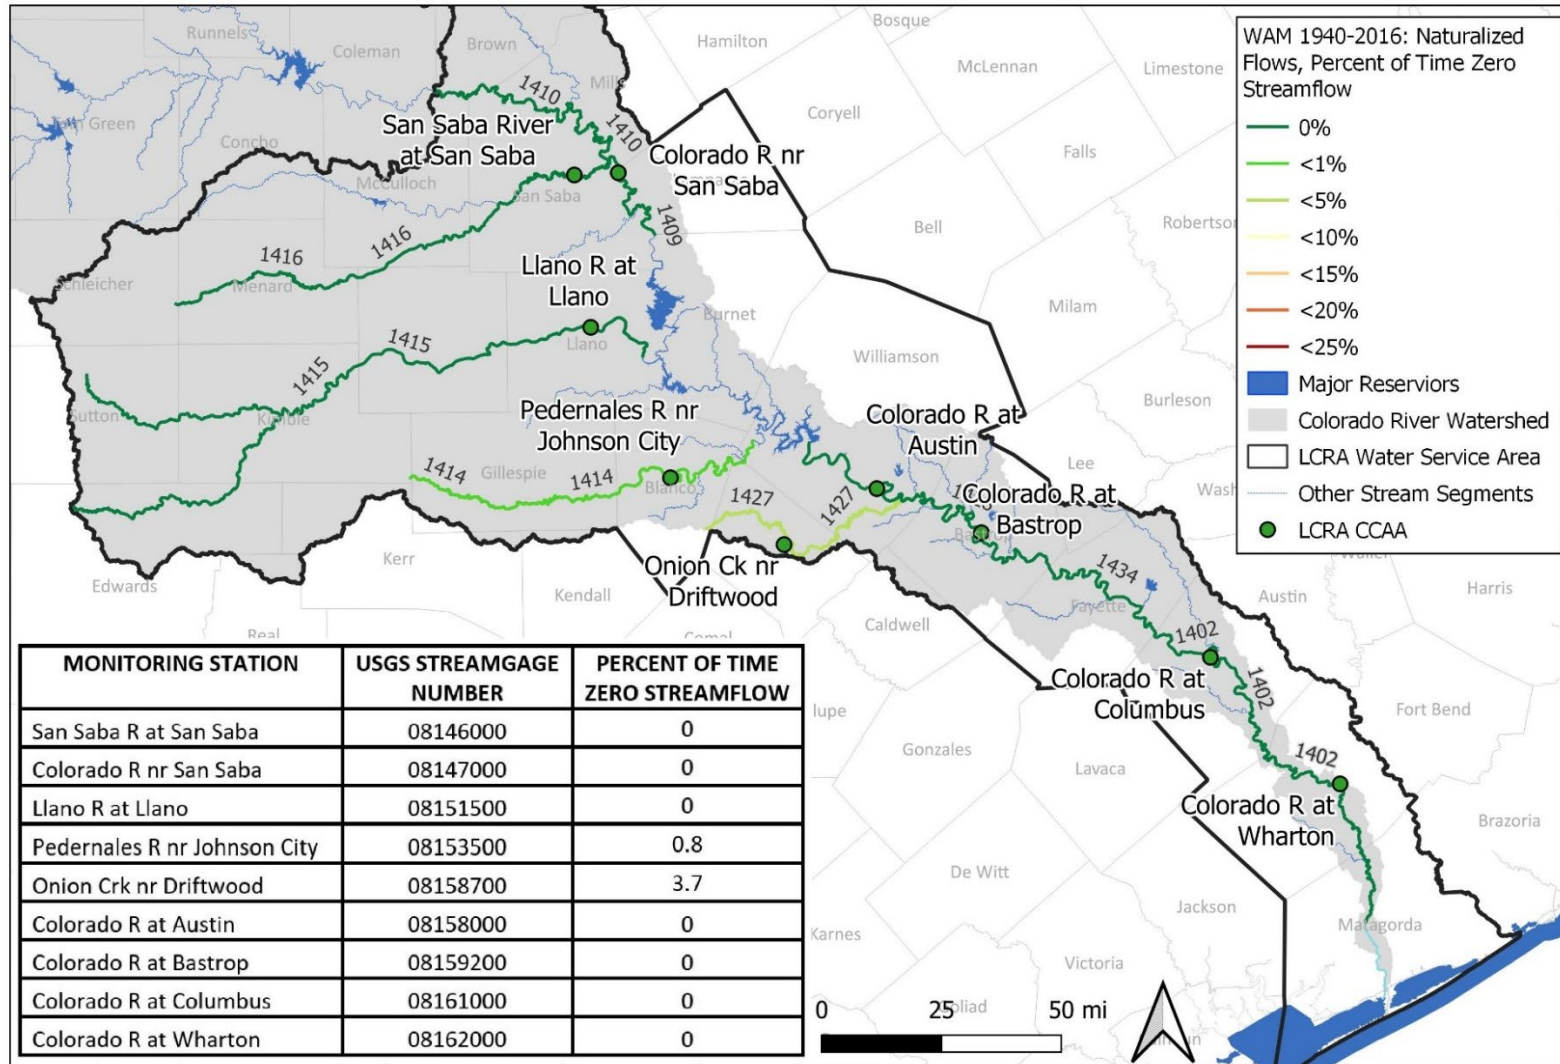 Bosque
Runnels
Coleman
Brown
Hamilton
McLennan
Limestone
Mills
Coryell
Falls
Concho
McCulloch
San Saba
Bell
Robertson
1410
1410
San Saba River
at San Saba
Colorado R nr
San Saba
1409
1416
1416
Schleicher
Menard
Llano R at
Llano
Burnet
Milam
Llano
Williamson
1415
1415
Sutton
Kimble
Burleson
Pedernales R nr
Johnson City
Colorado R at
Austin
Lee
1414
Gillespie
1414
Blanco
1427
1427
Colorado R at
Bastrop
Bastrop
Onion Ck nr
Driftwood
Edwards
Kerr
Kendall
Real
Caldwell
1434
Fayette
1402
1402
Austin
Harris
Colorado R at
Columbus
Fort Bend
Gonzales
Lavaca
1402
Colorado R at
Wharton
Brazoria
De Witt
Jackson
Matagorda
Karnes
Victoria
WAM 1940-2016: Naturalized
Flows, Percent of Time Zero
Streamflow
0%
<1%
<5%
<10%
<15%
<20%
<25%
Major Reserviors
Colorado River Watershed
LCRA Water Service Area
Other Stream Segments
LCRA CCAA
MONITORING STATION USGS STREAMGAGE NUMBER PERCENT OF TIME ZERO STREAMFLOW
San Saba R at San Saba 08146000 0
Colorado R nr San Saba 08147000 0
Llano R at Llano 08151500 0
Pedernales R nr Johnson City 08153500 0.8
Onion Crk nr Driftwood 08158700 3.7
Colorado R at Austin 08158000 0
Colorado R at Bastrop 08159200 0
Colorado R at Columbus 08161000 0
Colorado R at Wharton 08162000 0
0 25 50 mi